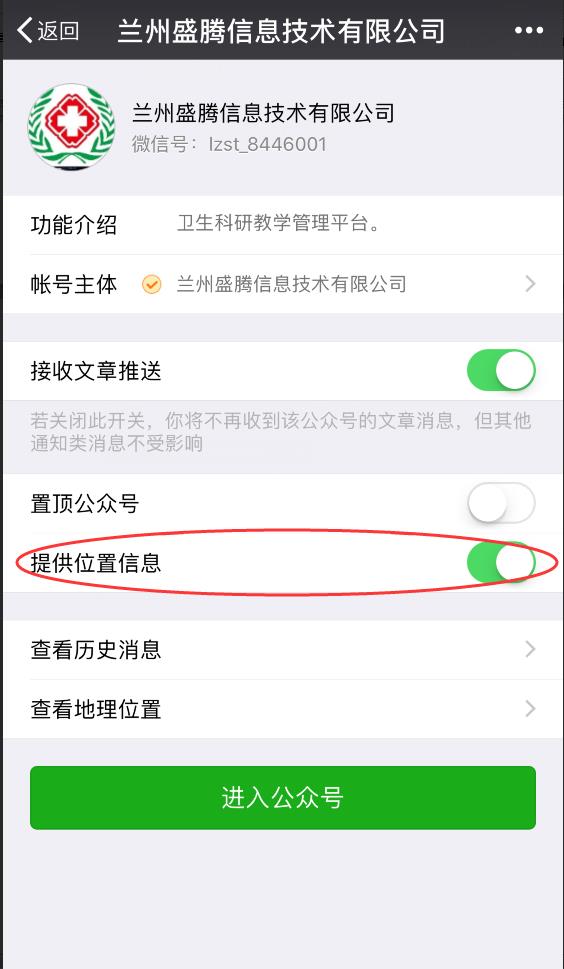 返回
兰州盛腾信息技术有限公司
兰州盛腾信息技术有限公司
微信号：lzst_8446001
功能介绍 卫生科研教学管理平台。
帐号主体 兰州盛腾信息技术有限公司
接收文章推送
若关闭此开关，你将不再收到该公众号的文章消息，但其他
通知类消息不受影响
置顶公众号
提供位置信息
查看历史消息
查看地理位置
进入公众号